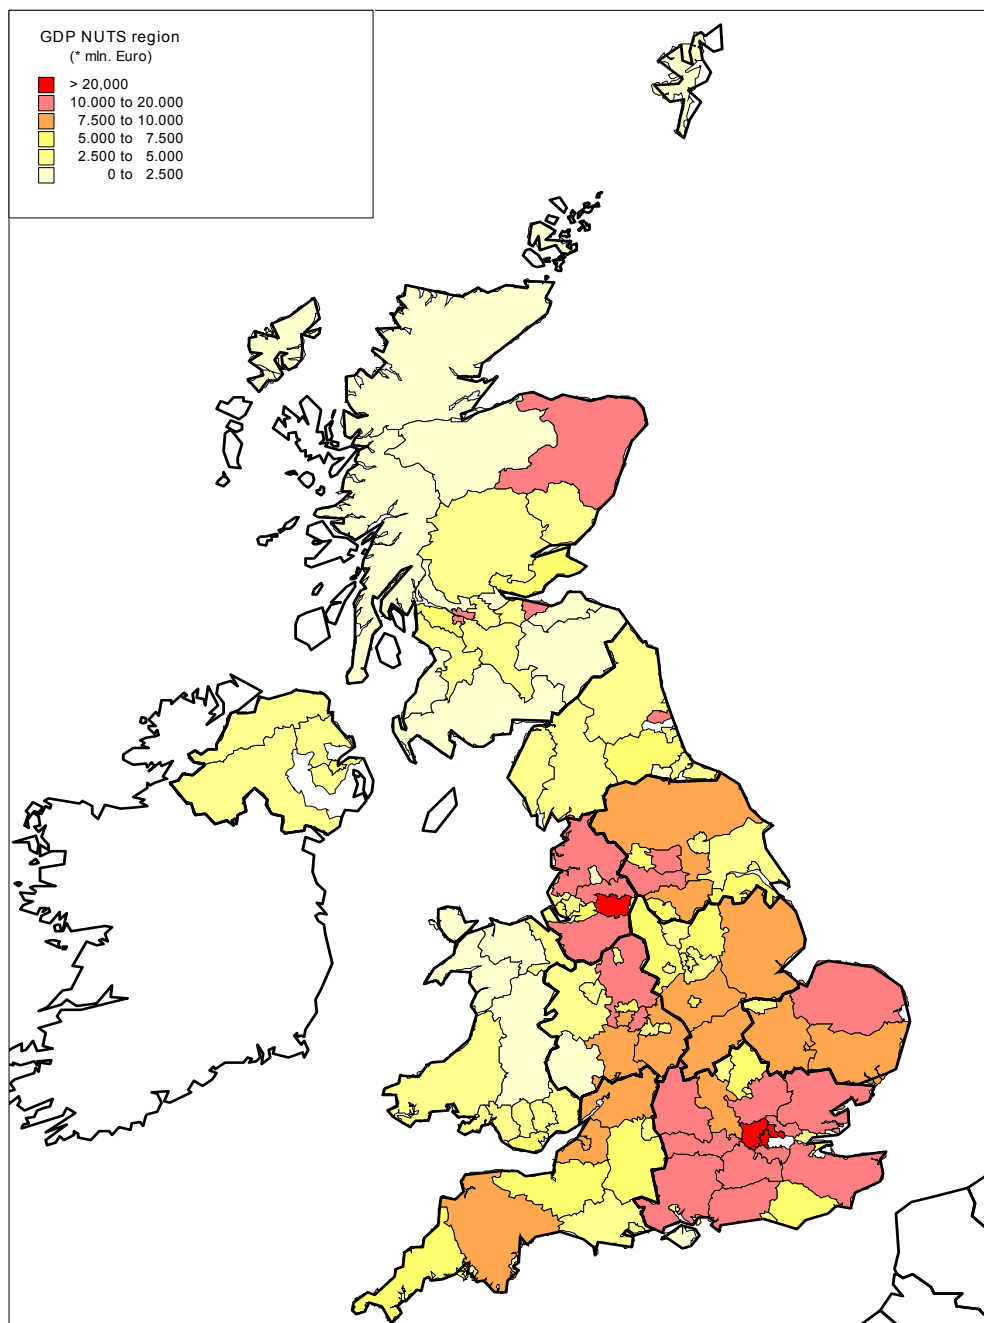 GDP NUTS region
(* mln. Euro)
> 20,000
10.000 to 20.000
7.500 to 10.000
5.000 to 7.500
2.500 to 5.000
0 to 2.500